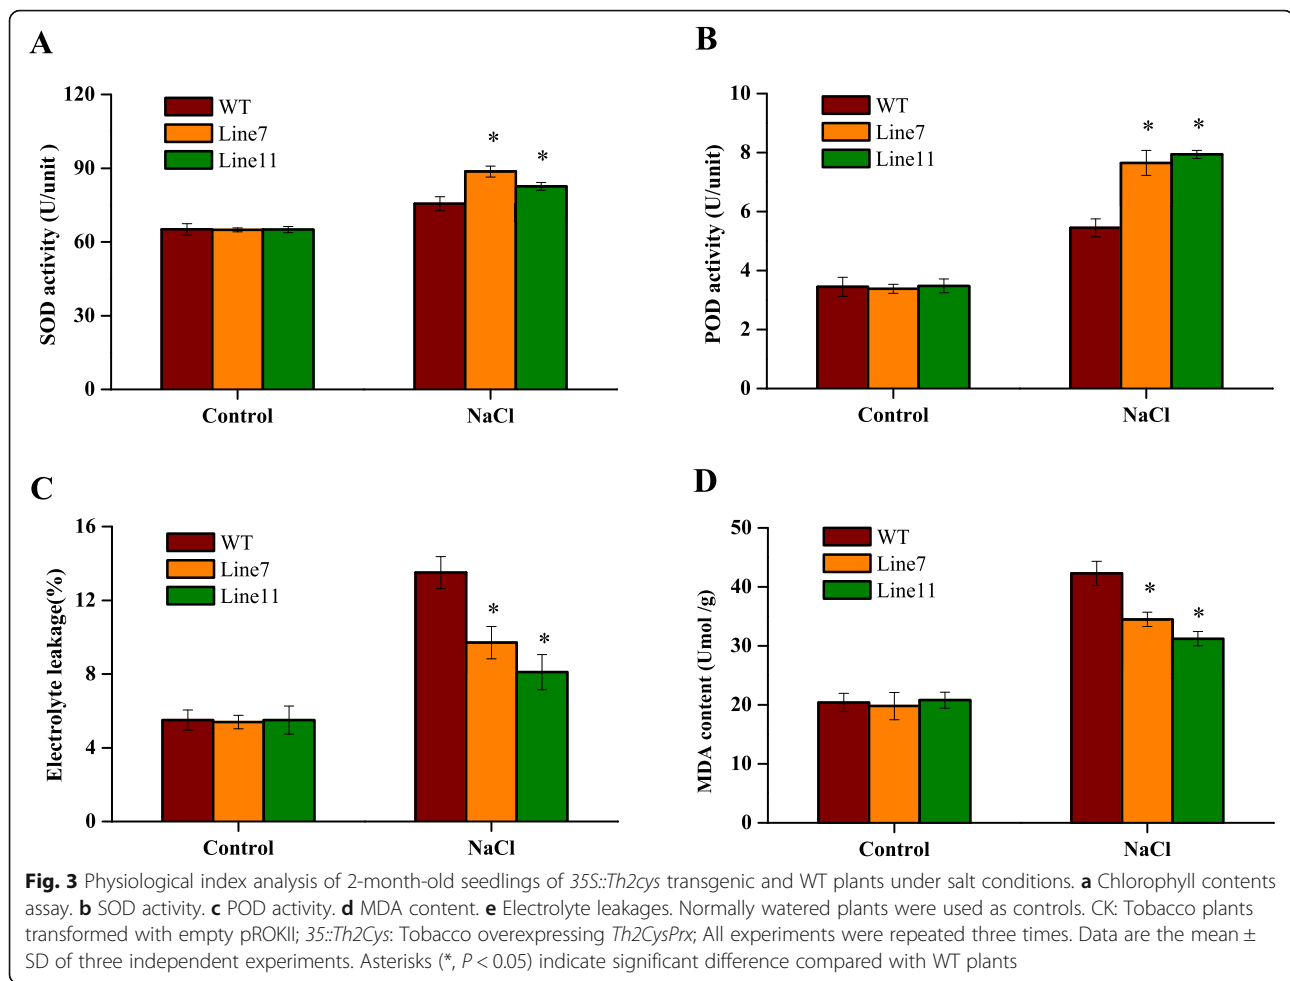 A
SOD activity (U/unit )
120
90
60
30
0
WT
Line7
Line11
*
*
Control
NaCl
B
POD activity (U/unit)
10
8
6
4
2
0
WT
Line7
Line11
*
*
Control
NaCl
C
Electrolyte leakage(%)
16
12
8
4
0
WT
Line7
Line11
*
*
Control
NaCl
D
MDA content (Umol /g)
50
40
30
20
10
0
WT
Line7
Line11
*
*
Control
NaCl
Fig. 3 Physiological index analysis of 2-month-old seedlings of 35S::Th2cys transgenic and WT plants under salt conditions. a Chlorophyll contents
assay. b SOD activity. c POD activity. d MDA content. e Electrolyte leakages. Normally watered plants were used as controls. CK: Tobacco plants
transformed with empty pROKII; 35::Th2Cys: Tobacco overexpressing Th2CysPrx; All experiments were repeated three times. Data are the mean ±
SD of three independent experiments. Asterisks (*, P < 0.05) indicate significant difference compared with WT plants